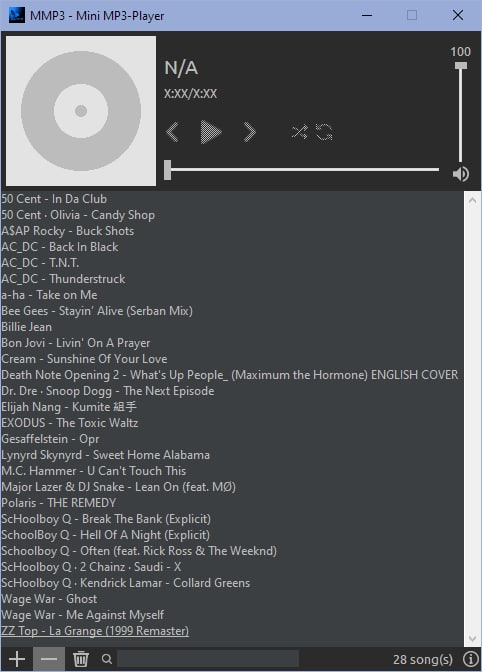 MMP3 - Mini MP3-Player
N/A
X:XX/X:XX
100
50 Cent - In Da Club
50 Cent · Olivia - Candy Shop
A$AP Rocky - Buck Shots
AC_DC - Back In Black
AC_DC - T.N.T.
AC_DC - Thunderstruck
a-ha - Take on Me
Bee Gees - Stayin' Alive (Serban Mix)
Billie Jean
Bon Jovi - Livin' On A Prayer
Cream - Sunshine Of Your Love
Death Note Opening 2 - What's Up People_ (Maximum the Hormone) ENGLISH COVER
Dr. Dre · Snoop Dogg - The Next Episode
Elijah Nang - Kumite 組手
EXODUS - The Toxic Waltz
Gesaffelstein - Opr
Lynyrd Skynyrd - Sweet Home Alabama
M.C. Hammer - U Can't Touch This
Major Lazer & DJ Snake - Lean On (feat. MØ)
Polaris - THE REMEDY
ScHoolboy Q - Break The Bank (Explicit)
SchoolBoy Q - Hell Of A Night (Explicit)
Schoolboy Q - Often (feat. Rick Ross & The Weeknd)
ScHoolboy Q · 2 Chainz · Saudi - X
ScHoolboy Q · Kendrick Lamar - Collard Greens
Wage War - Ghost
Wage War - Me Against Myself
ZZ Top - La Grange (1999 Remaster)
28 song(s)